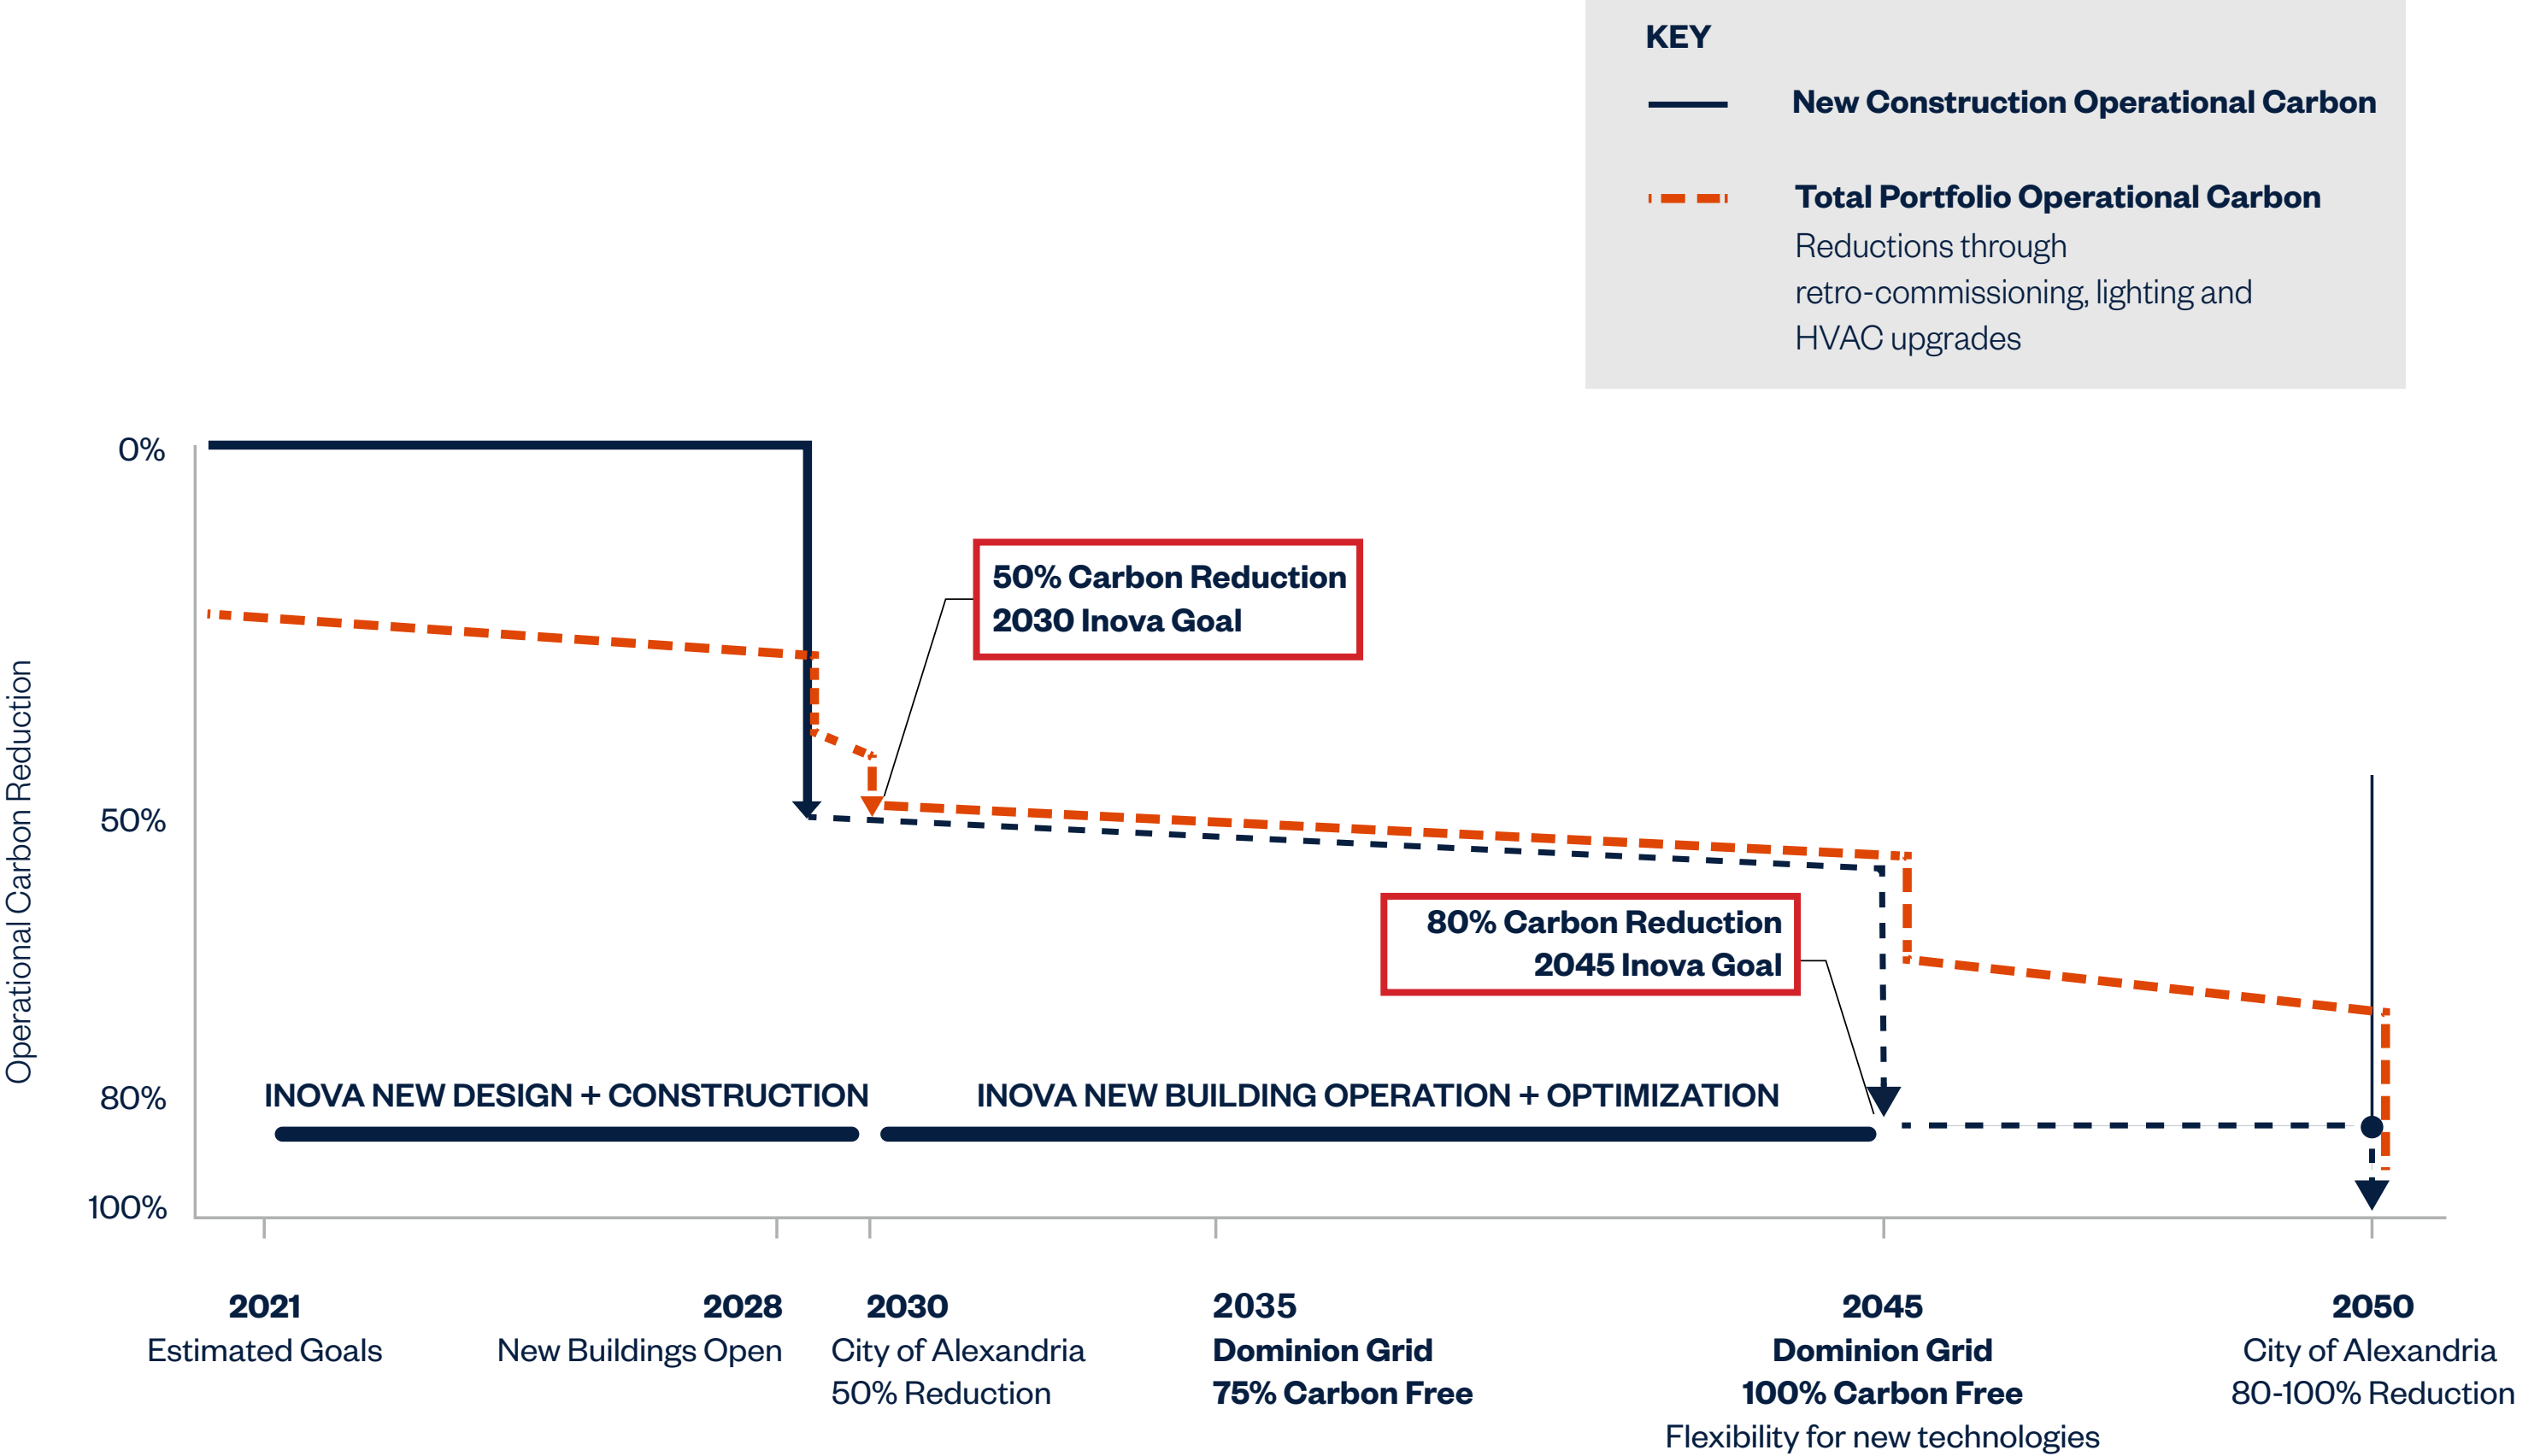 KEY
New Construction Operational Carbon
Total Portfolio Operational Carbon
Reductions through
retro-commissioning, lighting and
HVAC upgrades
Operational Carbon Reduction
0%
50%
80%
100%
50% Carbon Reduction
2030 Inova Goal
80% Carbon Reduction
2045 Inova Goal
INOVA NEW DESIGN + CONSTRUCTION
INOVA NEW BUILDING OPERATION + OPTIMIZATION
2021
Estimated Goals
2028
New Buildings Open
2030
City of Alexandria
50% Reduction
2035
Dominion Grid
75% Carbon Free
2045
Dominion Grid
100% Carbon Free
Flexibility for new technologies
2050
City of Alexandria
80-100% Reduction